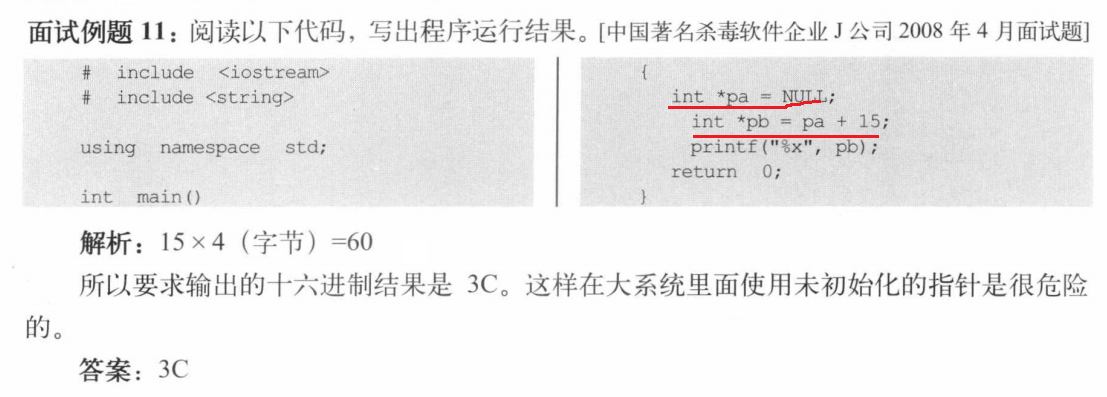 面试例题 11：阅读以下代码，写出程序运行结果。[中国著名杀毒软件企业 J 公司 2008 年 4 月面试题]
# include <iostream>
# include <string>
using namespace std;
int main()
{
int *pa = NULL;
int *pb = pa + 15;
printf("%x", pb);
return 0;
}
解析：15×4（字节）=60
所以要求输出的十六进制结果是 3C。这样在大系统里面使用未初始化的指针是很危险
的。
答案：3C